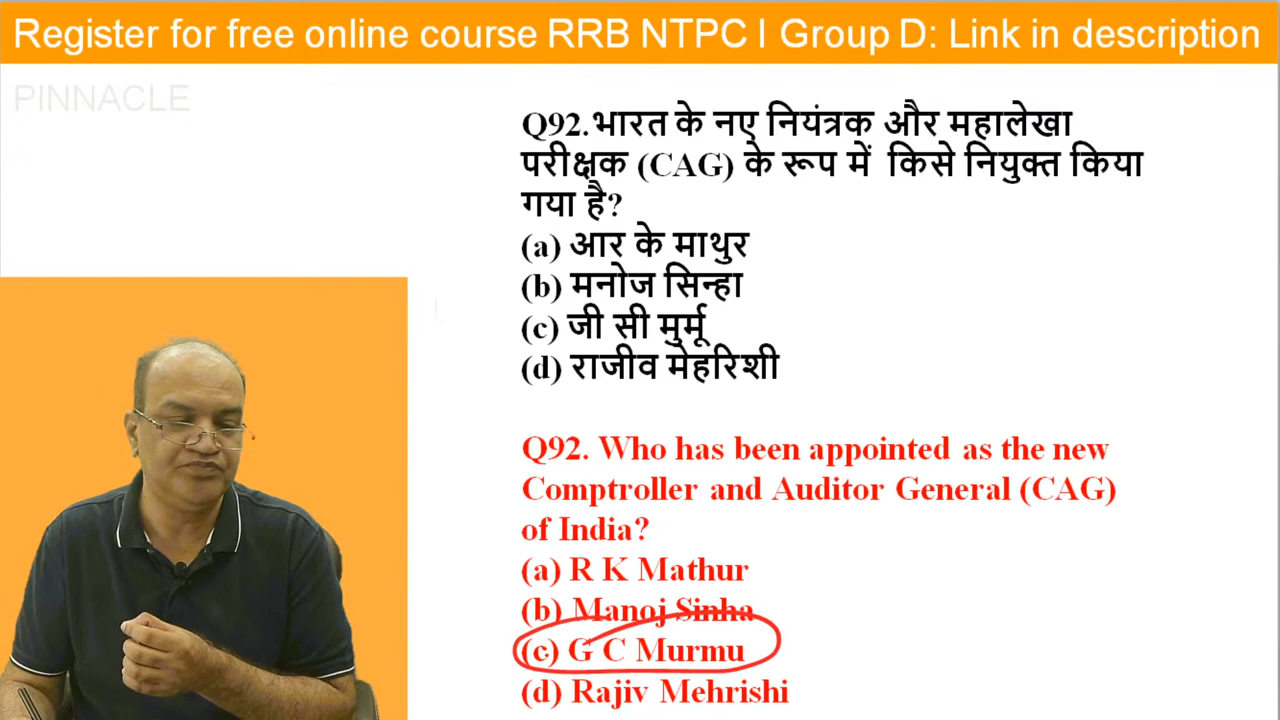 Register for free online course RRB NTPC I Group D: Link in description
PINNACLE
Q92.भारत के नए नियंत्रक और महालेखा
परीक्षक (CAG) के रूप में किसे नियुक्त किया
गया है?
(a) आर के माथुर
(b) मनोज सिन्हा
(c) जी सी मुर्मू
(d) राजीव मेहरिशी
Q92. Who has been appointed as the new
Comptroller and Auditor General (CAG)
of India?
(a) R K Mathur
(b) Manoj Sinha
(c) G C Murmu
(d) Rajiv Mehrishi